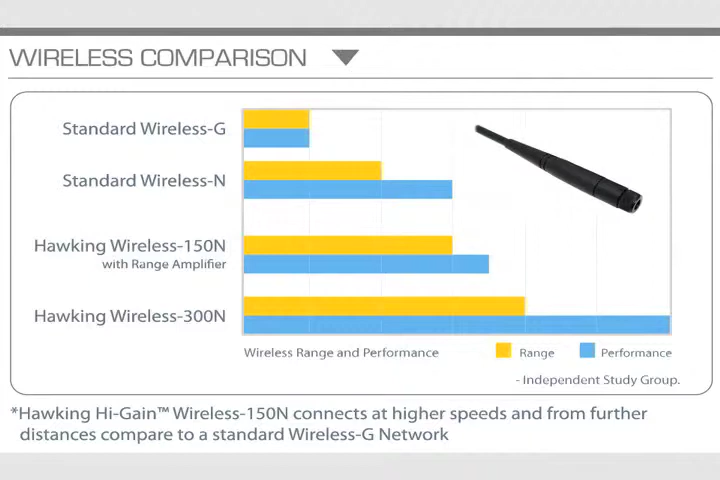 WIRELESS COMPARISON
Standard Wireless-G
Standard Wireless-N
Hawking Wireless-150N
with Range Amplifier
Hawking Wireless-300N
Wireless Range and Performance
Range
Performance
- Independent Study Group.
*Hawking Hi-Gain™ Wireless-150N connects at higher speeds and from further
distances compare to a standard Wireless-G Network